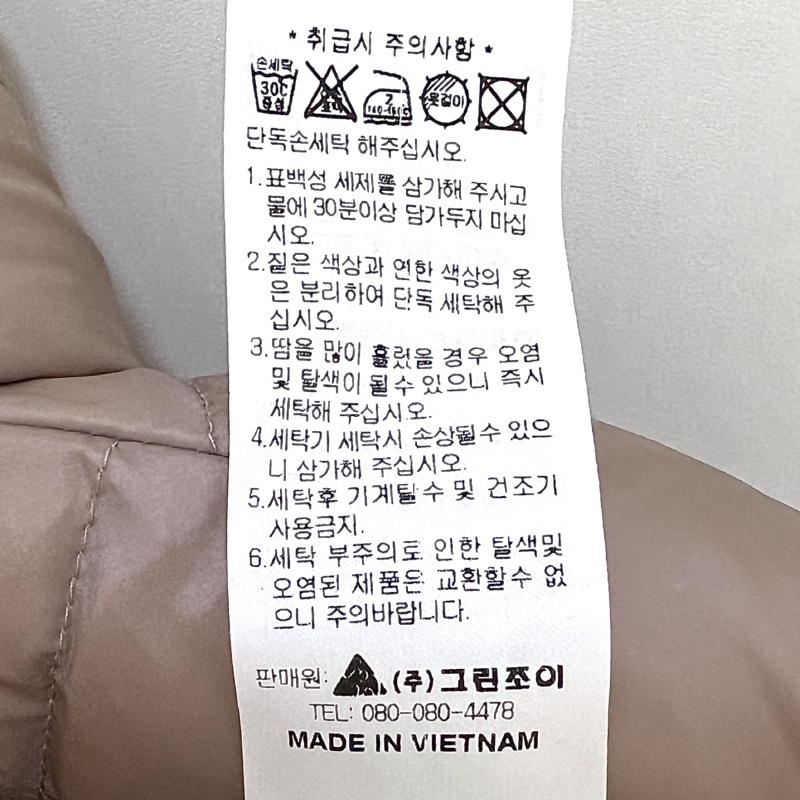 * 취급시 주의사항 *
손세탁
30C
중성
옷걸이
단독손세탁 해주십시오.
1.표백성 세제를 삼가해 주시고
물에 30분이상 담가두지 마십
시오.
2.짙은 색상과 연한 색상의 옷
은 분리하여 단독 세탁해 주
십시오.
3.땀을 많이 흘렸을 경우 오염
및 탈색이 될수 있으니 즉시
세탁해 주십시오.
4.세탁기 세탁시 손상될수 있으
니 삼가해 주십시오.
5.세탁후 기계탈수 및 건조기
사용금지.
6.세탁 부주의로 인한 탈색및
오염된 제품은 교환할수 없
으니 주의바랍니다.
판매원: (주)그린조이
TEL: 080-080-4478
MADE IN VIETNAM